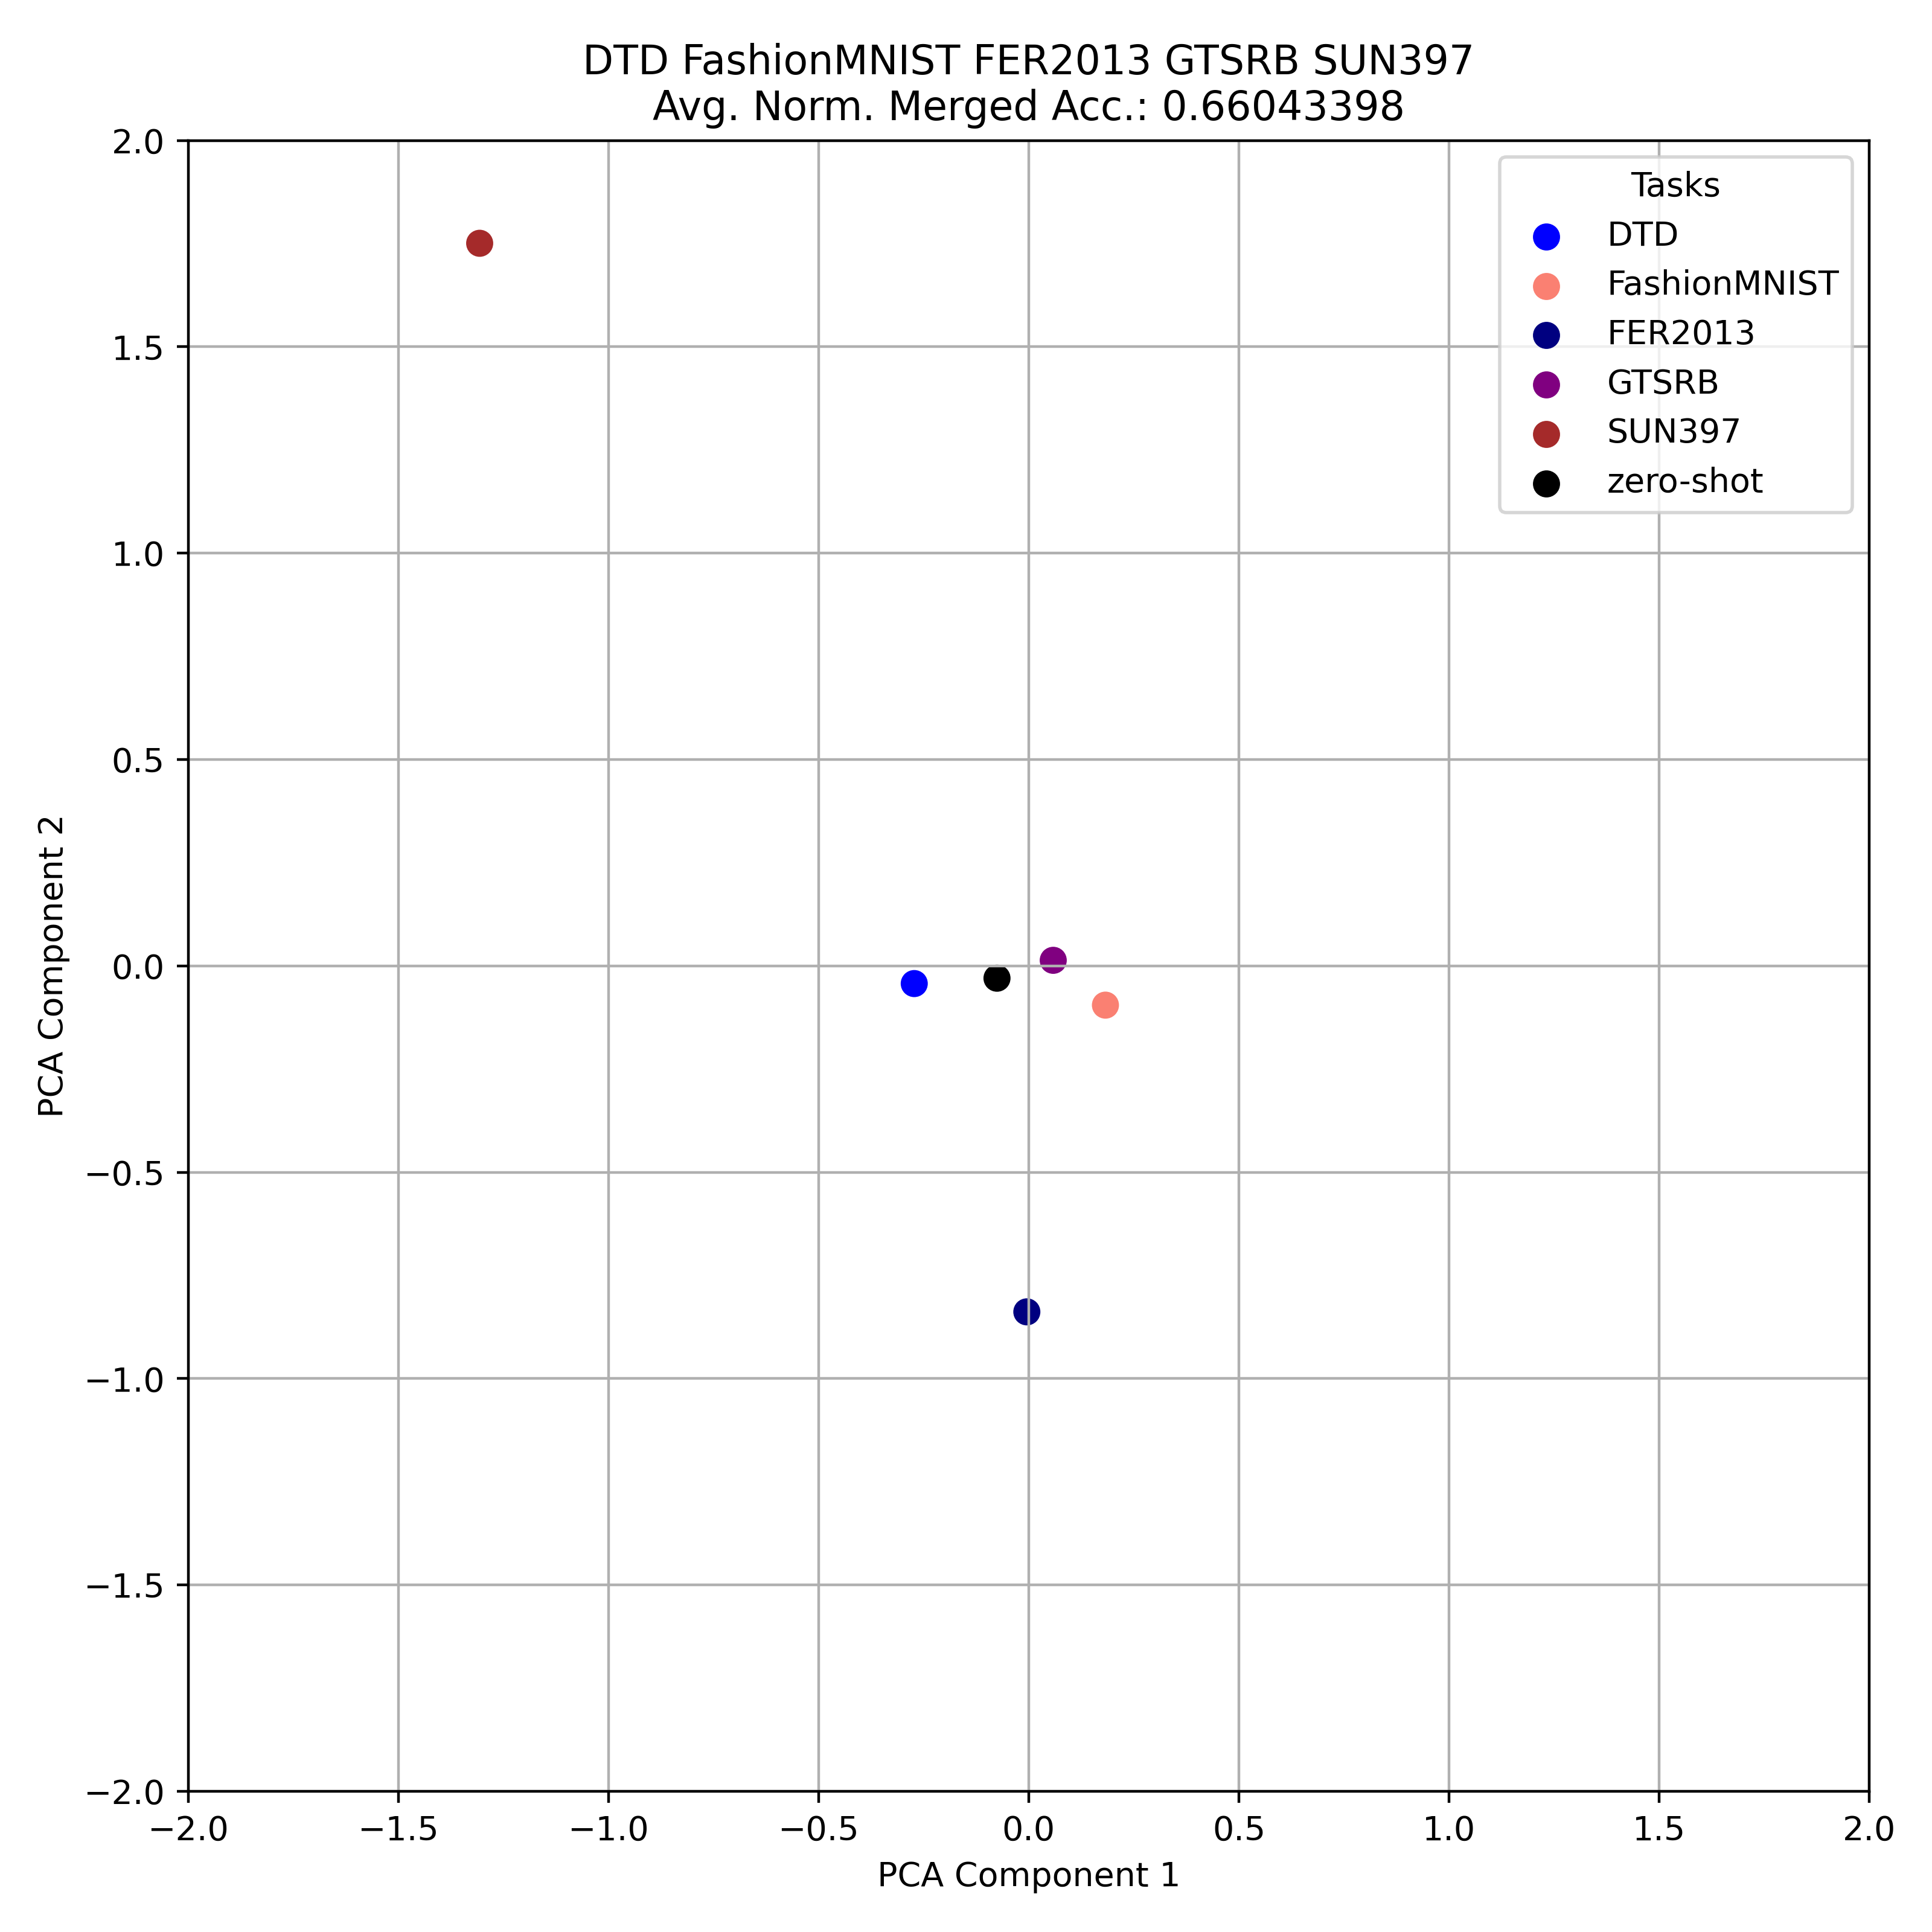 DTD FashionMNIST FER2013 GTSRB SUN397
Avg. Norm. Merged Acc.: 0.66043398
Tasks
DTD
FashionMNIST
FER2013
GTSRB
SUN397
zero-shot
2.0
1.5
1.0
0.5
0.0
−0.5
−1.0
−1.5
−2.0
PCA Component 2
−2.0 −1.5 −1.0 −0.5 0.0 0.5 1.0 1.5 2.0
PCA Component 1